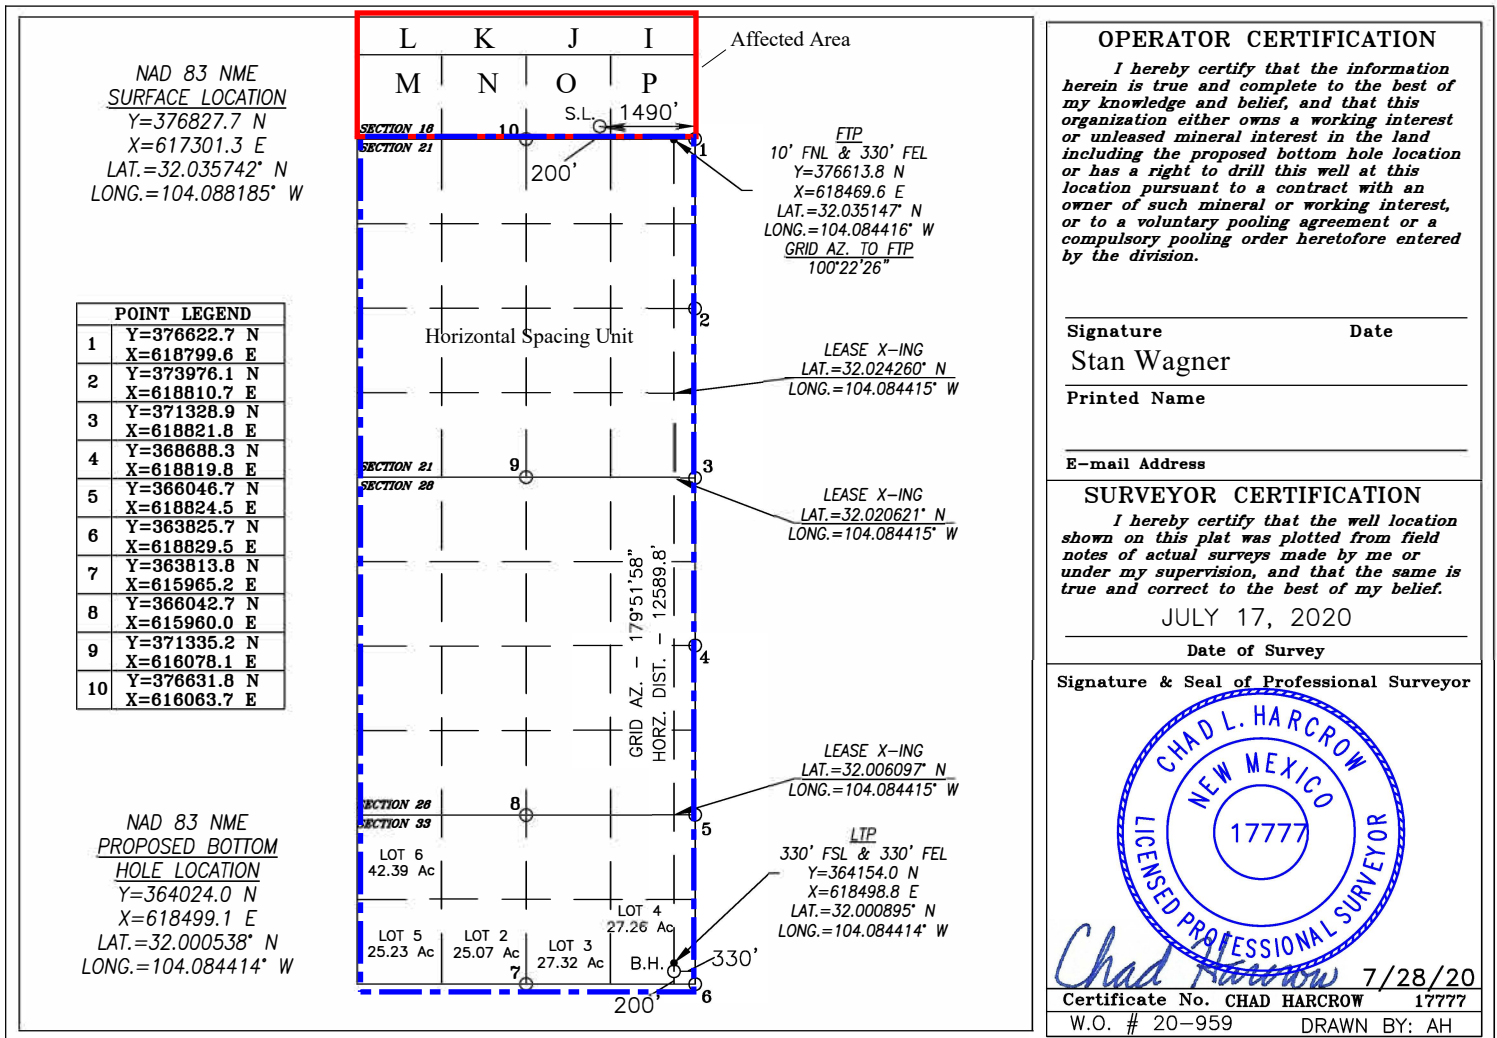 NAD 83 NME
SURFACE LOCATION
Y=376827.7 N
X=617301.3 E
LAT.=32.035742° N
LONG.=104.088185° W
POINT LEGEND
1 Y=376622.7 N
X=618799.6 E
2 Y=373976.1 N
X=618810.7 E
3 Y=371328.9 N
X=618821.8 E
4 Y=368688.3 N
X=618819.8 E
5 Y=366046.7 N
X=618824.5 E
6 Y=363825.7 N
X=618829.5 E
7 Y=363813.8 N
X=615965.2 E
8 Y=366042.7 N
X=615960.0 E
9 Y=371335.2 N
X=616078.1 E
10 Y=376631.8 N
X=616063.7 E
NAD 83 NME
PROPOSED BOTTOM
HOLE LOCATION
Y=364024.0 N
X=618499.1 E
LAT.=32.000538° N
LONG.=104.084414° W
L K J I
M N O P
Affected Area
S.L. 1490'
SECTION 16
10
SECTION 21
1
200'
FTP
10' FNL & 330' FEL
Y=376613.8 N
X=618469.6 E
LAT.=32.035147° N
LONG.=104.084416° W
GRID AZ. TO FTP
100°22'26"
2
Horizontal Spacing Unit
LEASE X-ING
LAT.=32.024260° N
LONG.=104.084415° W
SECTION 21
9
3
SECTION 28
LEASE X-ING
LAT.=32.020621° N
LONG.=104.084415° W
GRID AZ. – 179°51'58"
HORZ. DIST. – 12589.8'
4
LEASE X-ING
LAT.=32.006097° N
LONG.=104.084415° W
SECTION 28
8
SECTION 33
5
LOT 6
42.39 Ac
LTP
330' FSL & 330' FEL
Y=364154.0 N
X=618498.8 E
LAT.=32.000895° N
LONG.=104.084414° W
LOT 4
27.26 Ac
LOT 5
25.23 Ac
LOT 2
25.07 Ac
LOT 3
27.32 Ac
B.H. 330'
7
200'
6
OPERATOR CERTIFICATION
I hereby certify that the information
herein is true and complete to the best of
my knowledge and belief, and that this
organization either owns a working interest
or unleased mineral interest in the land
including the proposed bottom hole location
or has a right to drill this well at this
location pursuant to a contract with an
owner of such mineral or working interest,
or to a voluntary pooling agreement or a
compulsory pooling order heretofore entered
by the division.
Signature Date
Stan Wagner
Printed Name
E-mail Address
SURVEYOR CERTIFICATION
I hereby certify that the well location
shown on this plat was plotted from field
notes of actual surveys made by me or
under my supervision, and that the same is
true and correct to the best of my belief.
JULY 17, 2020
Date of Survey
Signature & Seal of Professional Surveyor
CHAD L. HARCROW
NEW MEXICO
17777
LICENSED PROFESSIONAL SURVEYOR
Chad Harcrow 7/28/20
Certificate No. CHAD HARCROW 17777
W.O. # 20-959 DRAWN BY: AH